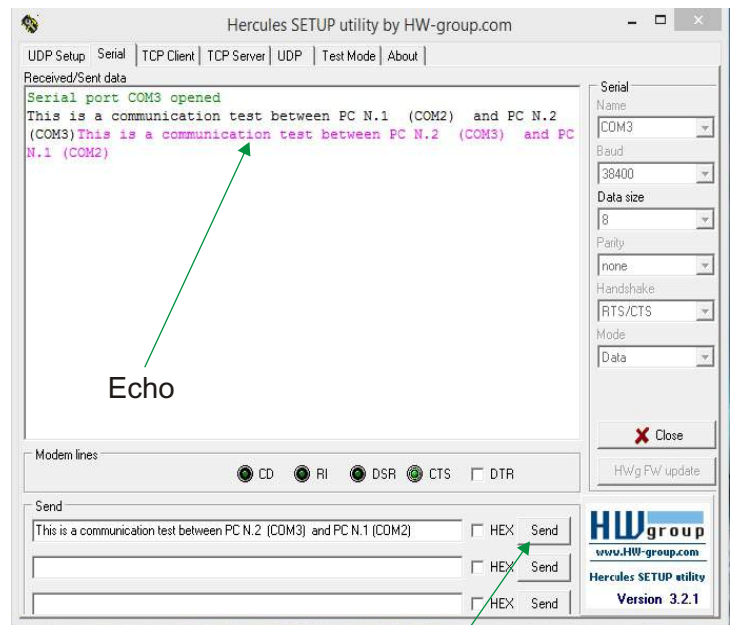 Hercules SETUP utility by HW-group.com
UDP Setup Serial TCP Client TCP Server UDP Test Mode About
Received/Sent data
Serial port COM3 opened
This is a communication test between PC N.1 (COM2) and PC N.2
(COM3)This is a communication test between PC N.2 (COM3) and PC
N.1 (COM2)
Echo
Serial
Name
COM3
Baud
38400
Data size
8
Parity
none
Handshake
RTS/CTS
Mode
Data
Close
HWg FW update
Modem lines
CD RI DSR CTS DTR
Send
This is a communication test between PC N.2 (COM3) and PC N.1 (COM2) HEX Send
HEX Send
HEX Send
HW group
www.HW-group.com
Hercules SETUP utility
Version 3.2.1